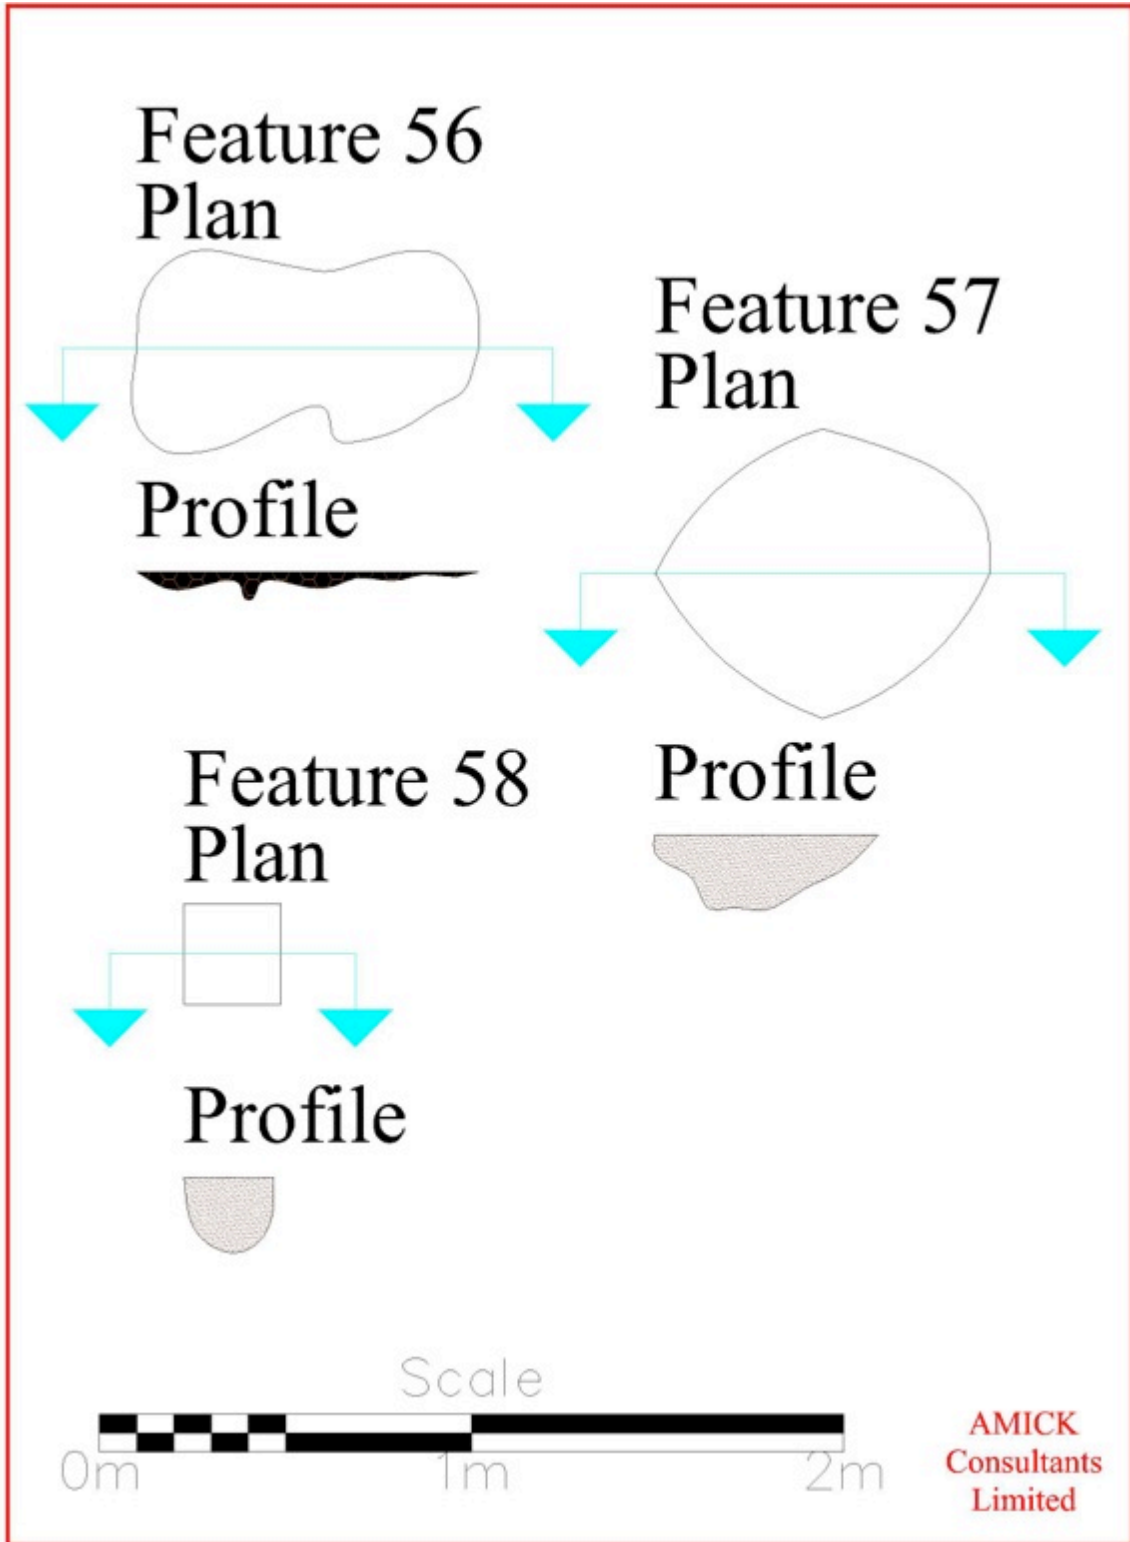 Feature 56
Plan
Profile
Feature 57
Plan
Profile
Feature 58
Plan
Profile
Scale
0m 1m 2m
AMICK
Consultants
Limited